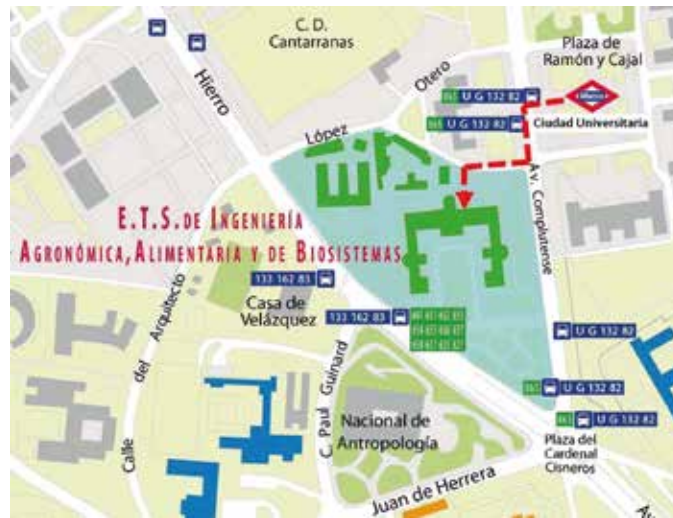 C. D.
Cantarranas
Plaza de
Ramón y Cajal
Hierro
Otero
U G 132 82
López
U G 132 82
Metro
Ciudad Universitaria
E.T.S. DE INGENIERÍA
AGRONÓMICA, ALIMENTARIA Y DE BIOSISTEMAS
Av. Complutense
133 162 83
Casa de
Velázquez
133 162 83
U G 132 82
Calle
del
Arquitecto
C. Paul Guinard
U G 132 82
Nacional de
Antropología
U G 132 82
Plaza del
Cardenal
Cisneros
Juan de Herrera